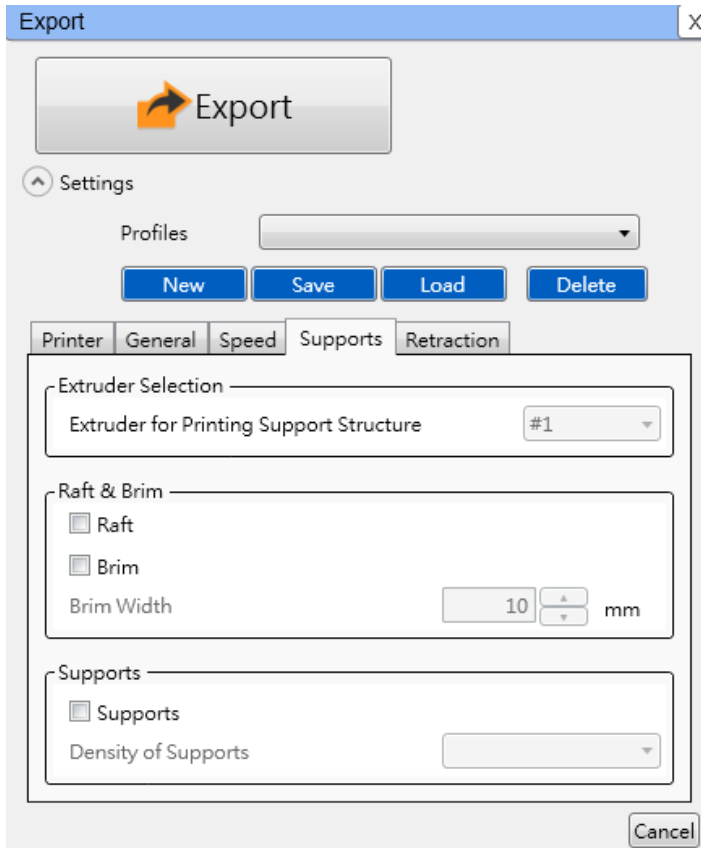 Export X
Export
Settings
Profiles
New Save Load Delete
Printer General Speed Supports Retraction
Extruder Selection
Extruder for Printing Support Structure #1
Raft & Brim
Raft
Brim
Brim Width 10 mm
Supports
Supports
Density of Supports
Cancel